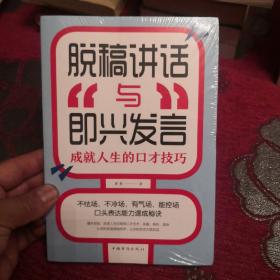 脱稿讲话
与
即兴发言
成就人生的口才技巧
不怯场、不冷场、有气场、能控场
口头表达能力速成秘诀